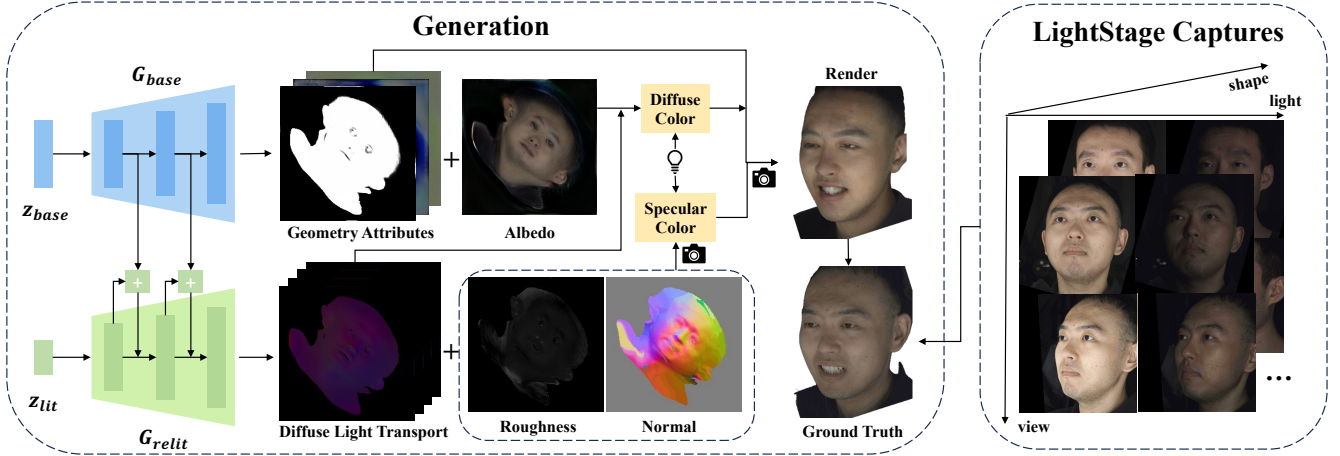 Generation
G_base
z_base
Geometry Attributes
+
Albedo
Diffuse
Color
Specular
Color
Render
+
+
z_lit
G_relit
Diffuse Light Transport
+
Roughness
Normal
Ground Truth
LightStage Captures
shape
light
view
...